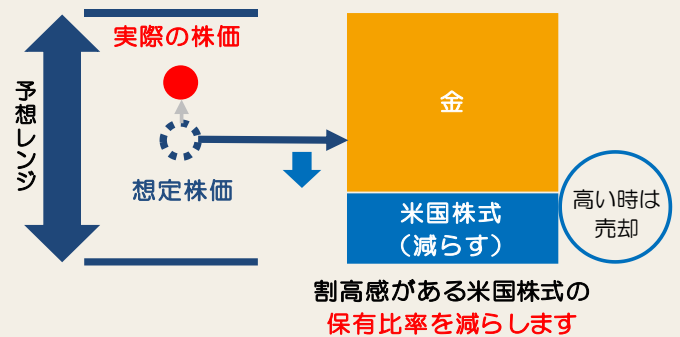 予想レンジ
実際の株価
想定株価
金
米国株式
（減らす）
高い時は
売却
割高感がある米国株式の
保有比率を減らします